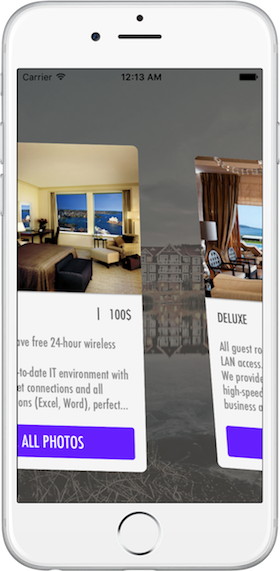 Carrier 12:13 AM
| 100$
ave free 24-hour wireless
-to-date IT environment with
et connections and all
ons (Excel, Word), perfect...
ALL PHOTOS
DELUXE
All guest ro
LAN access.
We provide
high-speed
business a